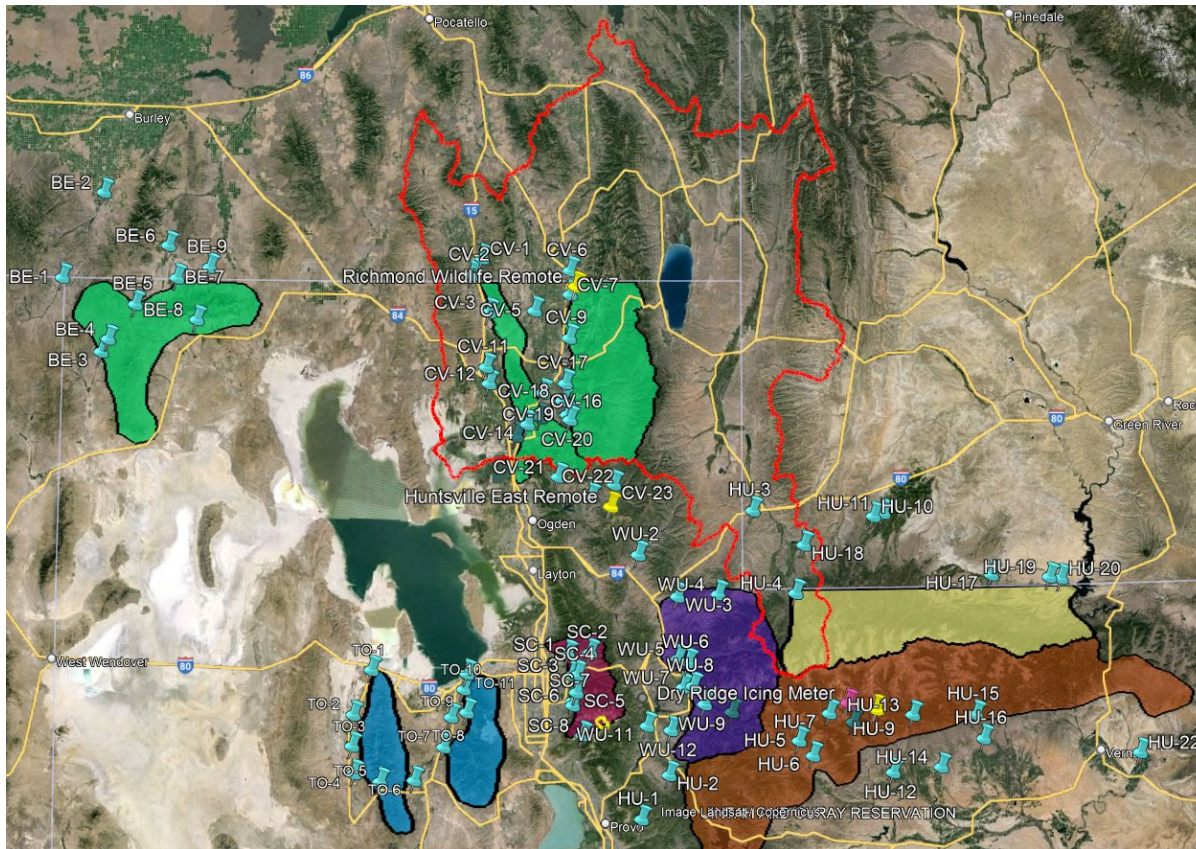 Pocatello
Pinedale
86
Burley
BE-2
15
BE-6
BE-9
CV-2
CV-1
CV-6
BE-1
BE-5
BE-7
Richmond Wildlife Remote
CV-7
BE-8
CV-3
CV-5
84
CV-9
BE-4
BE-3
CV-11
CV-12
CV-17
CV-18
CV-16
CV-19
CV-14
CV-20
80
Green River
CV-21
CV-22
80
Huntsville East Remote
CV-23
HU-3
HU-11
HU-10
Ogden
WU-2
HU-18
Layton
84
WU-4
HU-4
HU-17
HU-19
HU-20
WU-3
SC-1
SC-2
SC-4
WU-5
WU-6
West Wendover
80
TO-1
TO-10
SC-3
WU-8
80
TO-11
SC-7
WU-7
SC-6
SC-5
Dry Ridge Icing Meter
TO-2
TO-9
HU-13
HU-15
TO-3
SC-8
WU-11
WU-9
HU-7
HU-9
HU-16
TO-7
TO-8
HU-5
WU-12
HU-22
TO-4
TO-5
HU-6
HU-14
TO-6
HU-2
HU-12
HU-1
Provo
Image Landsat / Copernicus
RAY RESERVATION